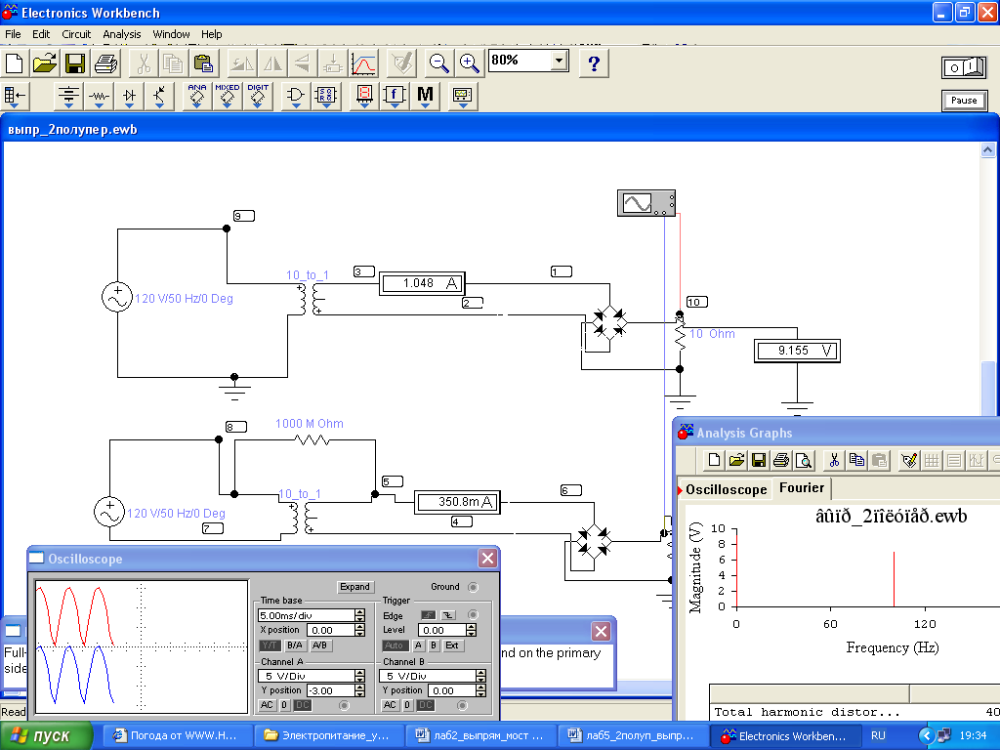 Electronics Workbench
File Edit Circuit Analysis Window Help
80%
?
Pause
ANA MIXED DIGIT
f M
выпр_2полупер.ewb
9
10_to_1
3
1.048 A
1
2
120 V/50 Hz/0 Deg
10
10 Ohm
9.155 V
8
1000 M Ohm
10_to_1
5
350.8mA
6
120 V/50 Hz/0 Deg
7
4
Analysis Graphs
Oscilloscope Fourier
âûïð_2ïîëóïåð.ewb
Magnitude (V)
10
8
6
4
2
0
0 60 120
Frequency (Hz)
Total harmonic distor... 40
Oscilloscope
Expand Ground
Time base
5.00ms/div
X position 0.00
Y/T B/A A/B
Trigger
Edge
Level 0.00
Auto A B Ext
Channel A
5 V/Div
Y position -3.00
AC 0 DC
Channel B
5 V/Div
Y position 0.00
AC 0 DC
Full-
side
nd on the primary
Read
пуск
Погода от WWW.H...
Электропитание_у...
лаб2_выпрям_мост ...
лаб5_2полуп_выпр...
Electronics Workben...
RU
19:34